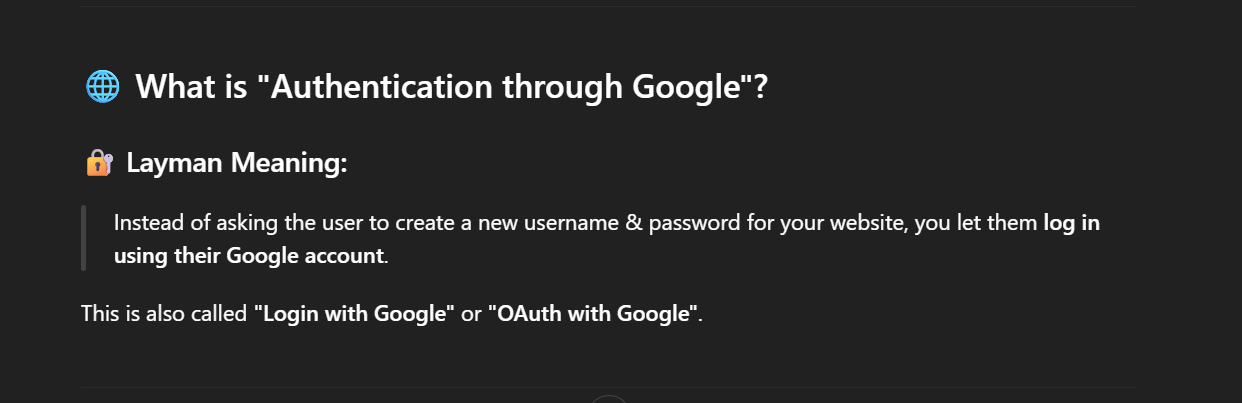 🌐 What is "Authentication through Google"?
🔐 Layman Meaning:
Instead of asking the user to create a new username & password for your website, you let them log in
using their Google account.
This is also called "Login with Google" or "OAuth with Google".